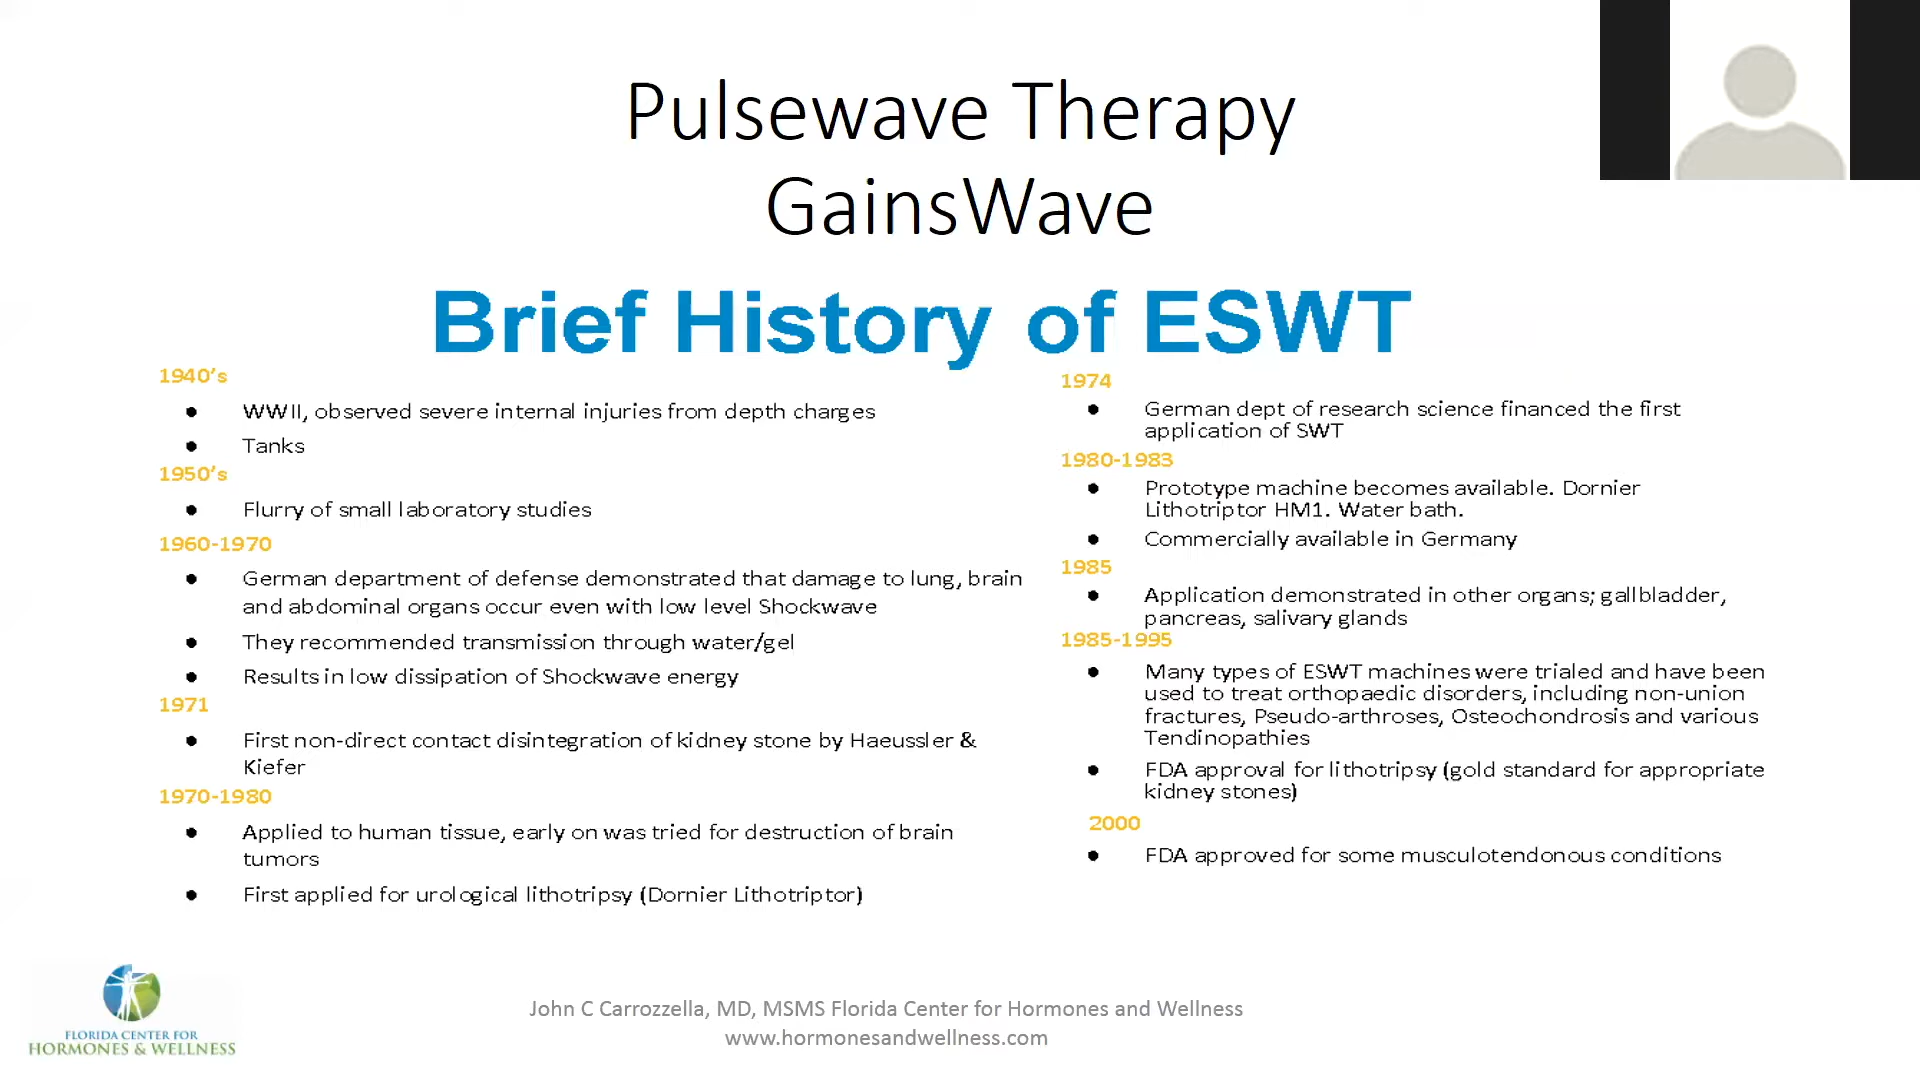 Pulsewave Therapy
GainsWave
Brief History of ESWT
1940's
● WWII, observed severe internal injuries from depth charges
● Tanks
1950's
● Flurry of small laboratory studies
1960-1970
● German department of defense demonstrated that damage to lung, brain
and abdominal organs occur even with low level Shockwave
● They recommended transmission through water/gel
● Results in low dissipation of Shockwave energy
1971
● First non-direct contact disintegration of kidney stone by Haeussler &
Kiefer
1970-1980
● Applied to human tissue, early on was tried for destruction of brain
tumors
● First applied for urological lithotripsy (Dornier Lithotriptor)
1974
● German dept of research science financed the first
application of SWT
1980-1983
● Prototype machine becomes available. Dornier
Lithotriptor HM1. Water bath.
● Commercially available in Germany
1985
● Application demonstrated in other organs; gallbladder,
pancreas, salivary glands
1985-1995
● Many types of ESWT machines were trialed and have been
used to treat orthopaedic disorders, including non-union
fractures, Pseudo-arthroses, Osteochondrosis and various
Tendinopathies
● FDA approval for lithotripsy (gold standard for appropriate
kidney stones)
2000
● FDA approved for some musculotendonous conditions
FLORIDA CENTER FOR
HORMONES & WELLNESS
John C Carrozzella, MD, MSMS Florida Center for Hormones and Wellness
www.hormonesandwellness.com